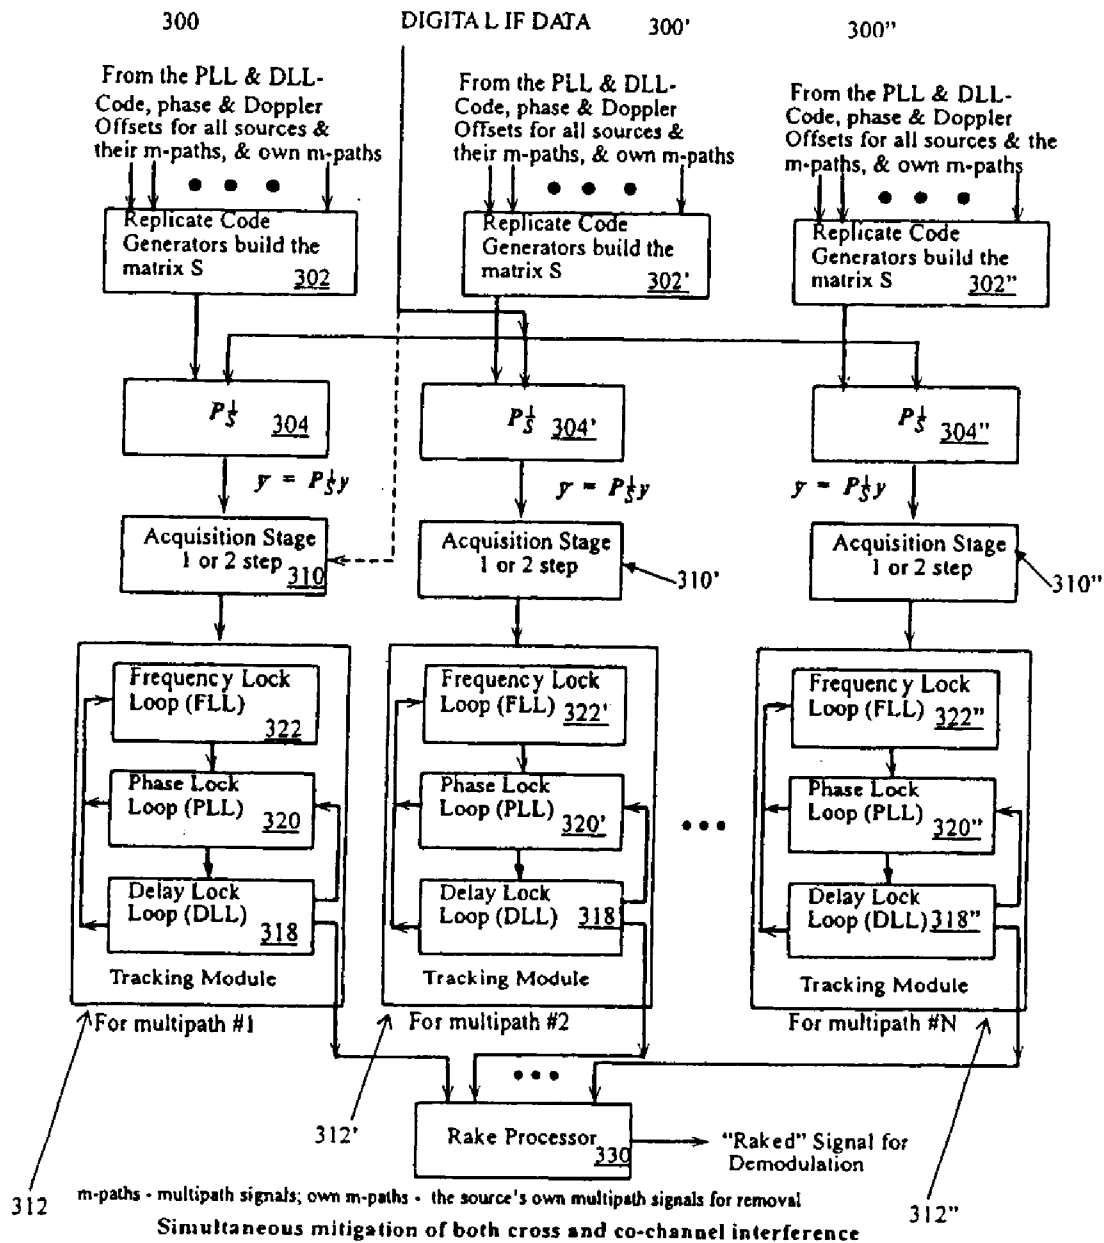 300
DIGITAL IF DATA
300'
300"
From the PLL & DLL-
Code, phase & Doppler
Offsets for all sources &
their m-paths, & own m-paths
From the PLL & DLL-
Code, phase & Doppler
Offsets for all sources &
their m-paths, & own m-paths
From the PLL & DLL-
Code, phase & Doppler
Offsets for all sources & the
m-paths, & own m-paths
Replicate Code
Generators build the
matrix S
302
Replicate Code
Generators build the
matrix S
302'
Replicate Code
Generators build the
matrix S
302"
P_S^⊥
304
P_S^⊥
304'
P_S^⊥
304"
y = P_S^⊥ y
y = P_S^⊥ y
y = P_S^⊥ y
Acquisition Stage
1 or 2 step
310
Acquisition Stage
1 or 2 step
310'
Acquisition Stage
1 or 2 step
310"
Frequency Lock
Loop (FLL)
322
Phase Lock
Loop (PLL)
320
Delay Lock
Loop (DLL)
318
Tracking Module
For multipath #1
Frequency Lock
Loop (FLL)
322'
Phase Lock
Loop (PLL)
320'
Delay Lock
Loop (DLL)
318
Tracking Module
For multipath #2
Frequency Lock
Loop (FLL)
322"
Phase Lock
Loop (PLL)
320"
Delay Lock
Loop (DLL)
318"
Tracking Module
For multipath #N
312
312'
312"
Rake Processor
330
"Raked" Signal for
Demodulation
m-paths - multipath signals; own m-paths - the source's own multipath signals for removal
Simultaneous mitigation of both cross and co-channel interference